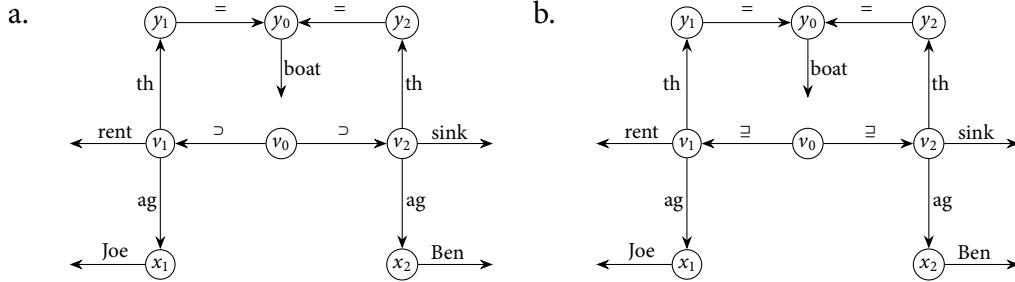 a. y₁ = y₀ = y₂ b. y₁ = y₀ = y₂
th boat th th boat th
rent v₁ ⊃ v₀ ⊃ v₂ sink rent v₁ ⊒ v₀ ⊒ v₂ sink
ag ag ag ag
Joe x₁ x₂ Ben Joe x₁ x₂ Ben